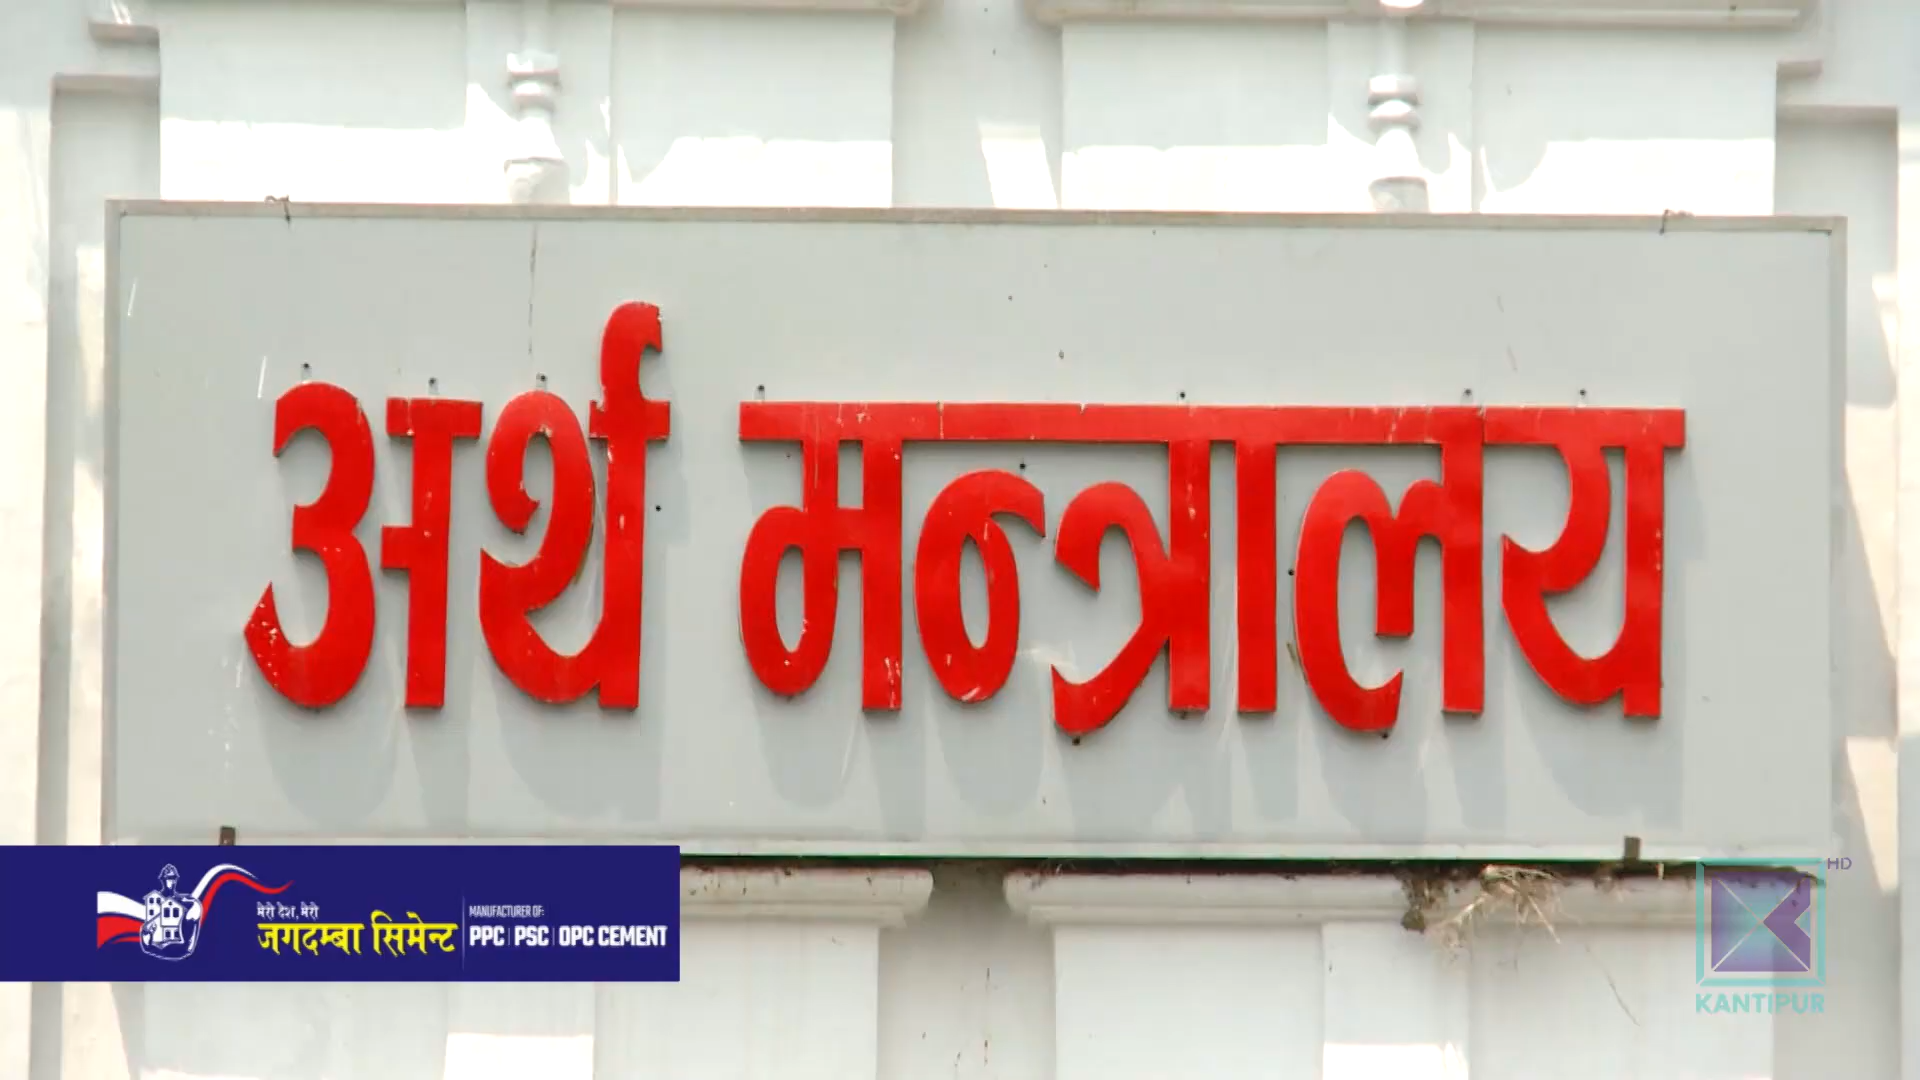 अर्थ मन्त्रालय
मेरो देश, मेरो
जगदम्बा सिमेन्ट
MANUFACTURER OF:
PPC | PSC | OPC CEMENT
HD
KANTIPUR